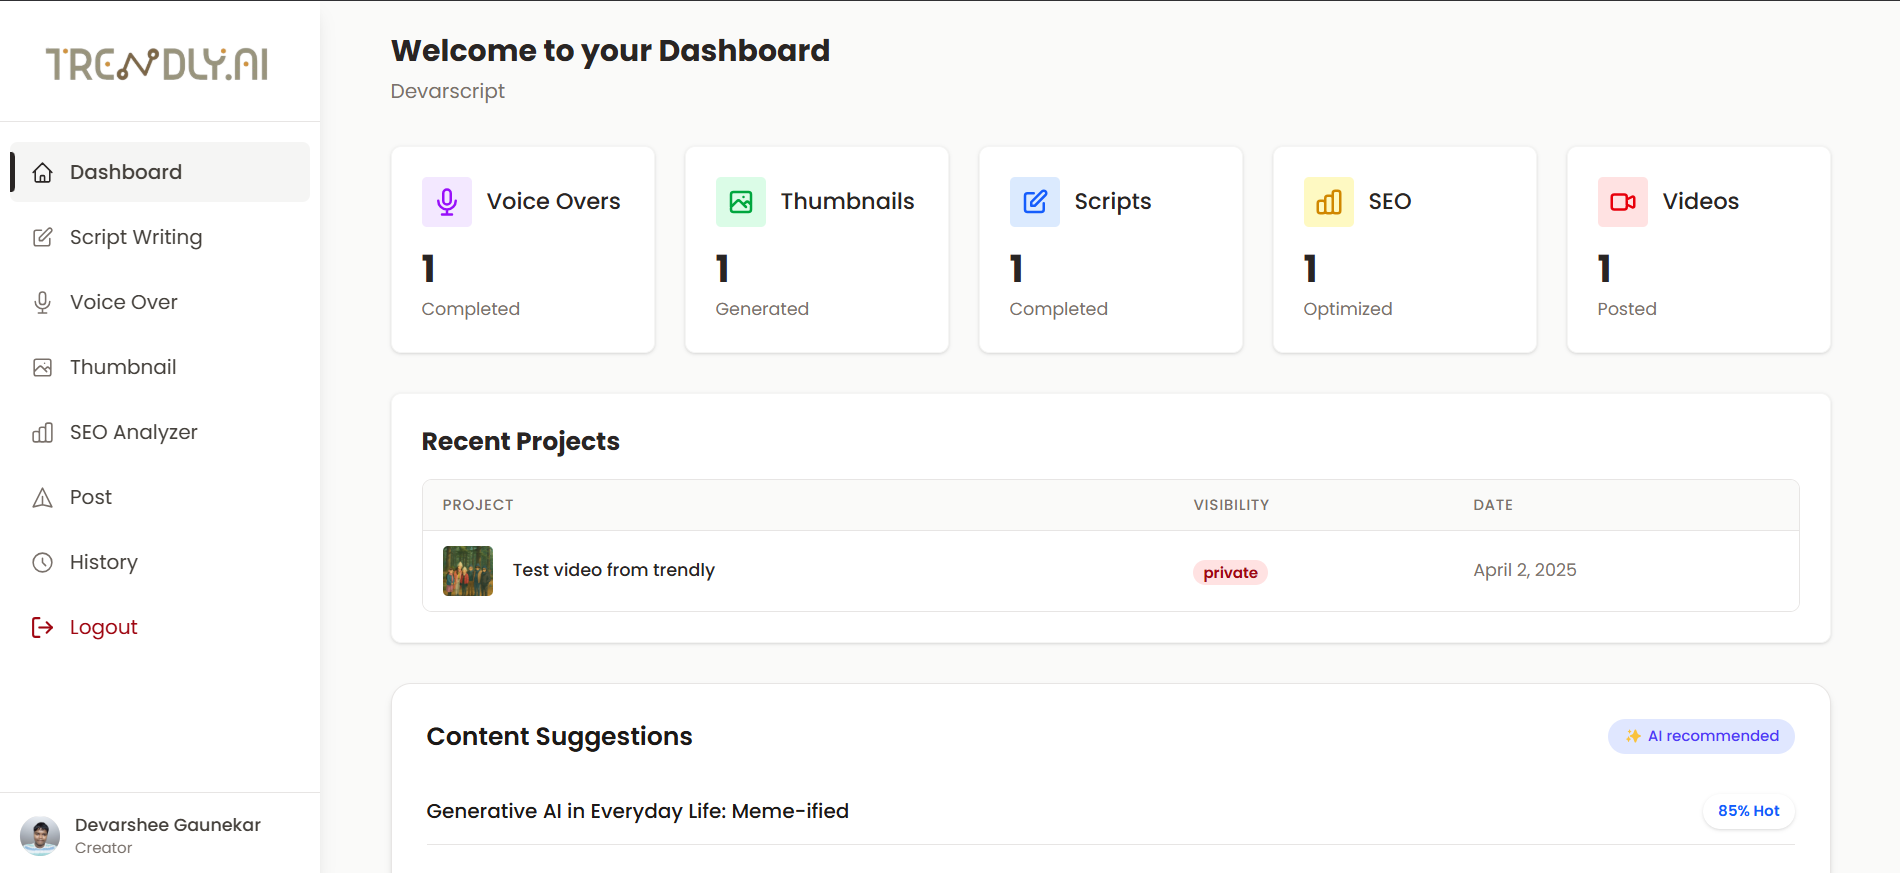 TRENDLY.AI
Dashboard
Script Writing
Voice Over
Thumbnail
SEO Analyzer
Post
History
Logout
Devarshee Gaunekar
Creator
Welcome to your Dashboard
Devarscript
Voice Overs
1
Completed
Thumbnails
1
Generated
Scripts
1
Completed
SEO
1
Optimized
Videos
1
Posted
Recent Projects
PROJECT VISIBILITY DATE
Test video from trendly private April 2, 2025
Content Suggestions
✨ AI recommended
Generative AI in Everyday Life: Meme-ified
85% Hot